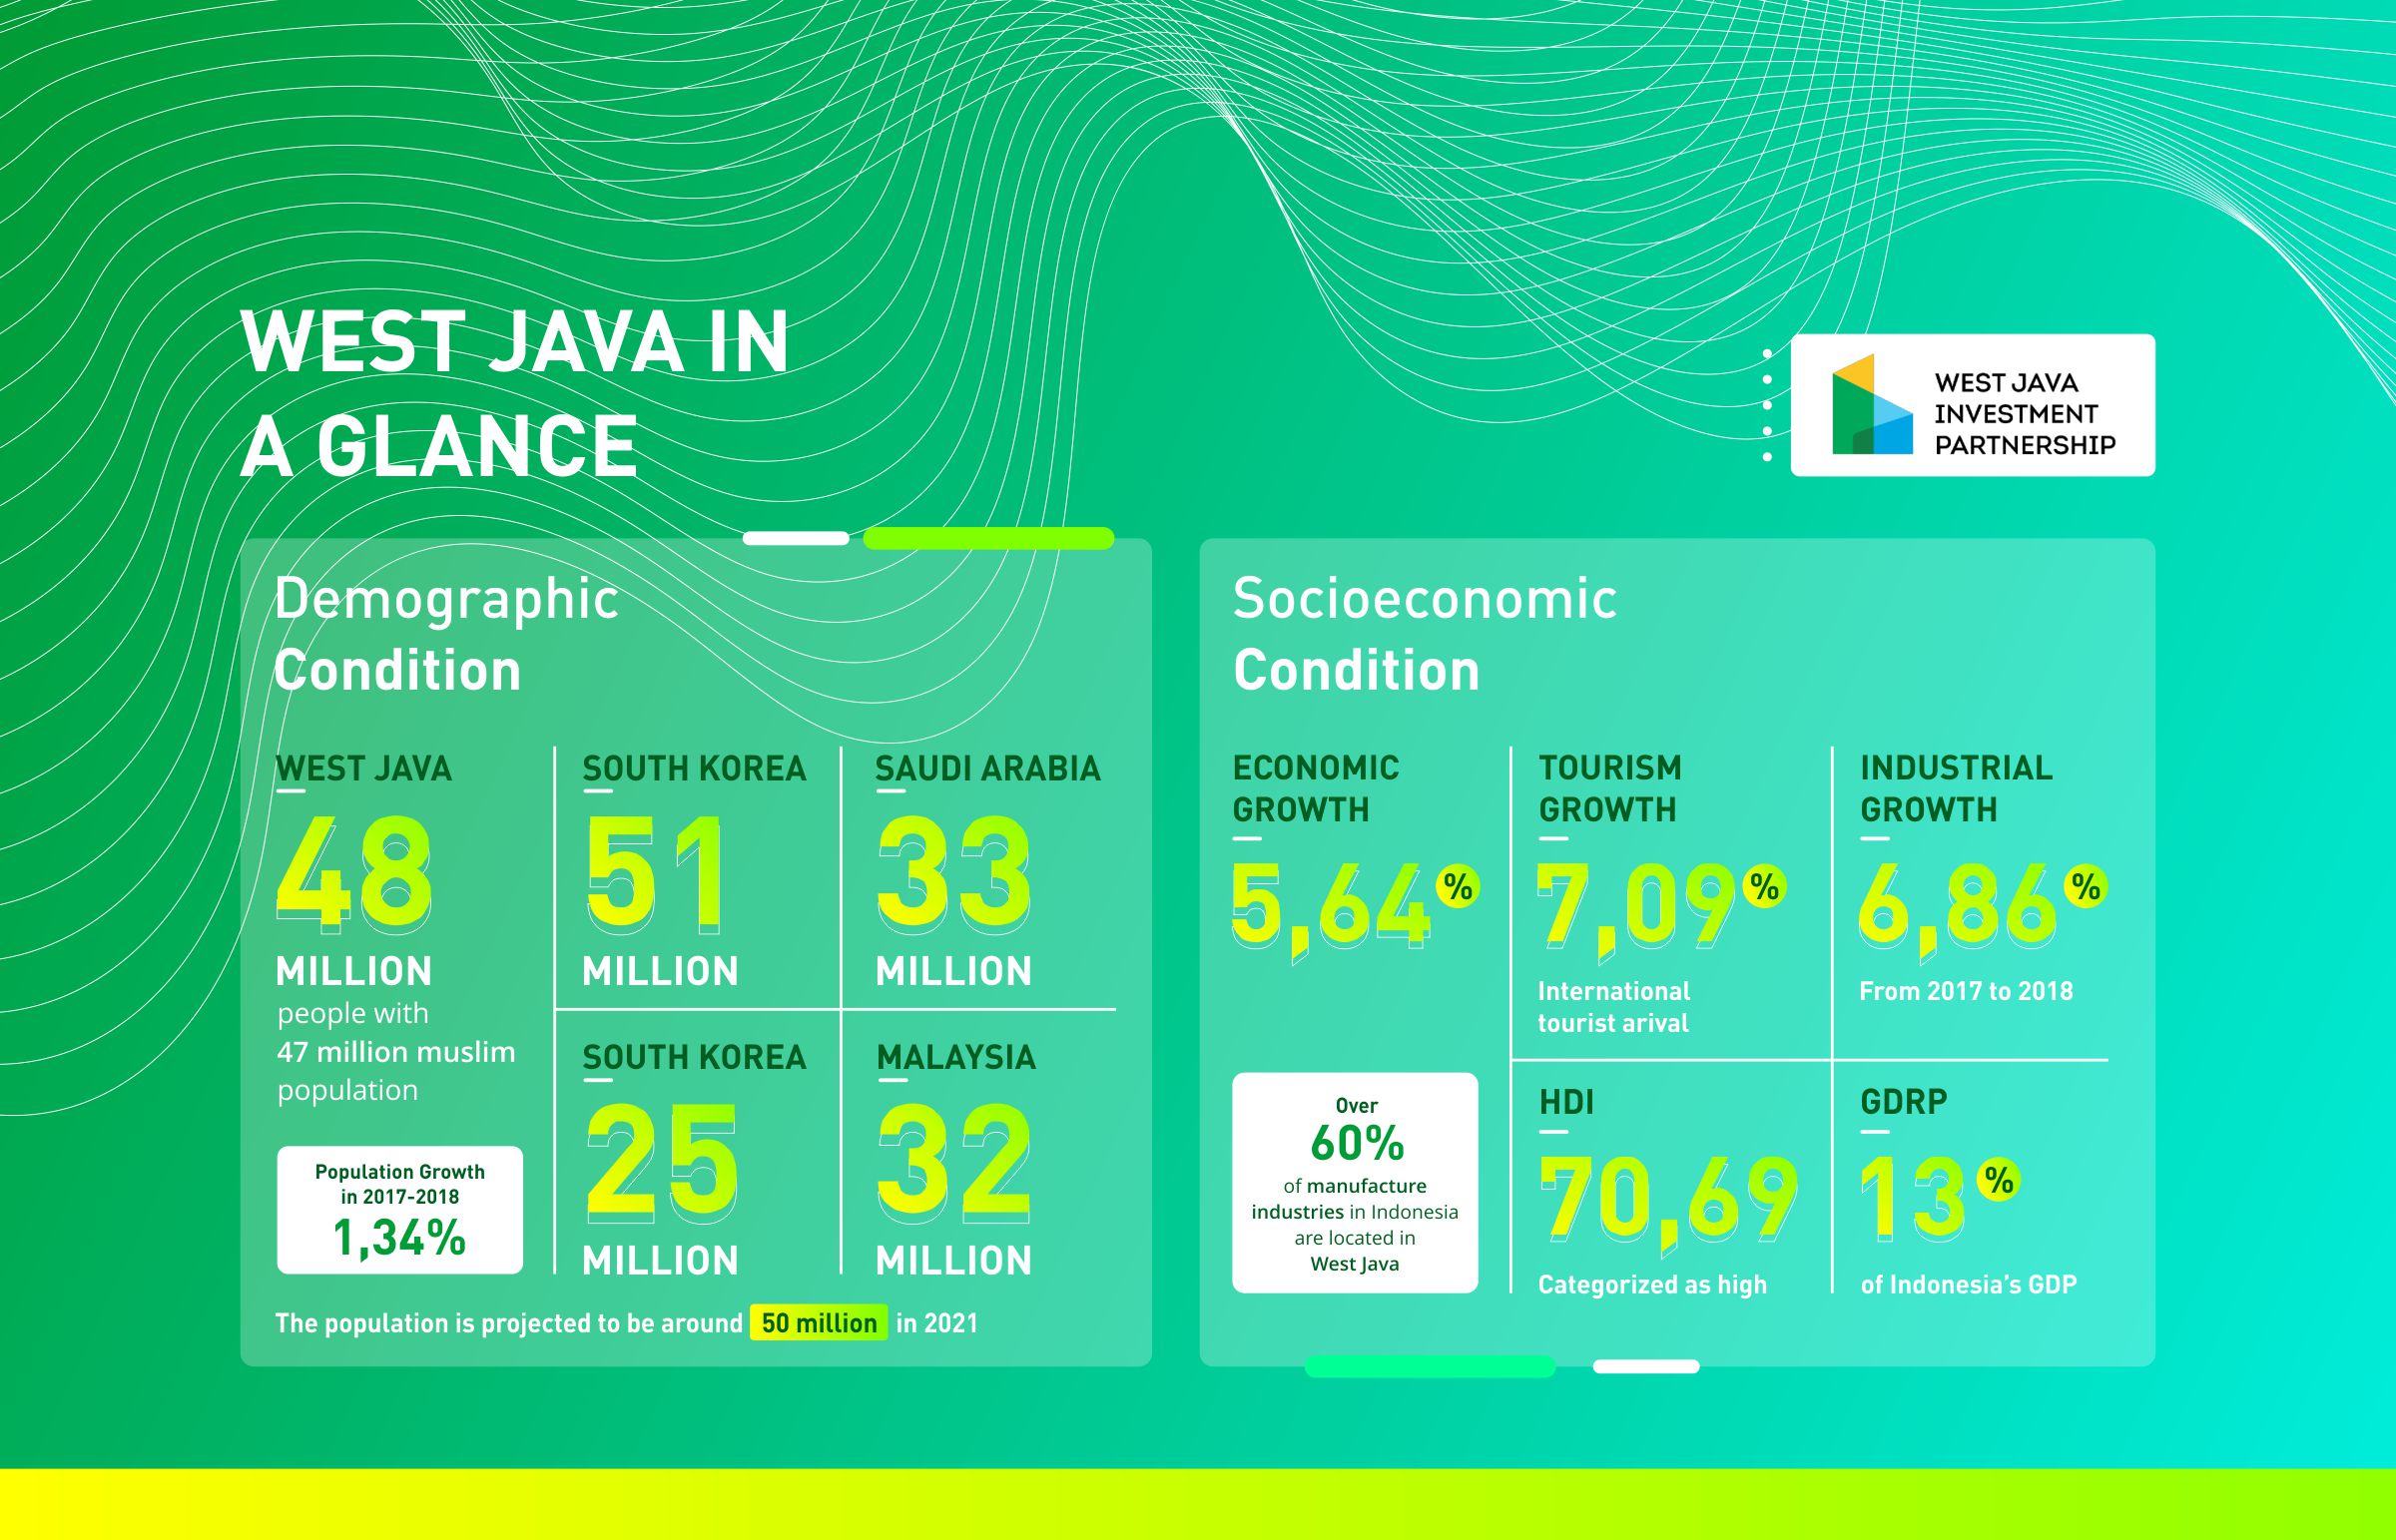 WEST JAVA IN
A GLANCE
WEST JAVA
INVESTMENT
PARTNERSHIP
Demographic
Condition
WEST JAVA
48
MILLION
people with
47 million muslim
population
Population Growth
in 2017-2018
1,34%
SOUTH KOREA
51
MILLION
SAUDI ARABIA
33
MILLION
SOUTH KOREA
25
MILLION
MALAYSIA
32
MILLION
The population is projected to be around 50 million in 2021
Socioeconomic
Condition
ECONOMIC
GROWTH
5,64%
Over
60%
of manufacture
industries in Indonesia
are located in
West Java
TOURISM
GROWTH
7,09%
International
tourist arival
INDUSTRIAL
GROWTH
6,86%
From 2017 to 2018
HDI
70,69
Categorized as high
GDRP
13%
of Indonesia’s GDP